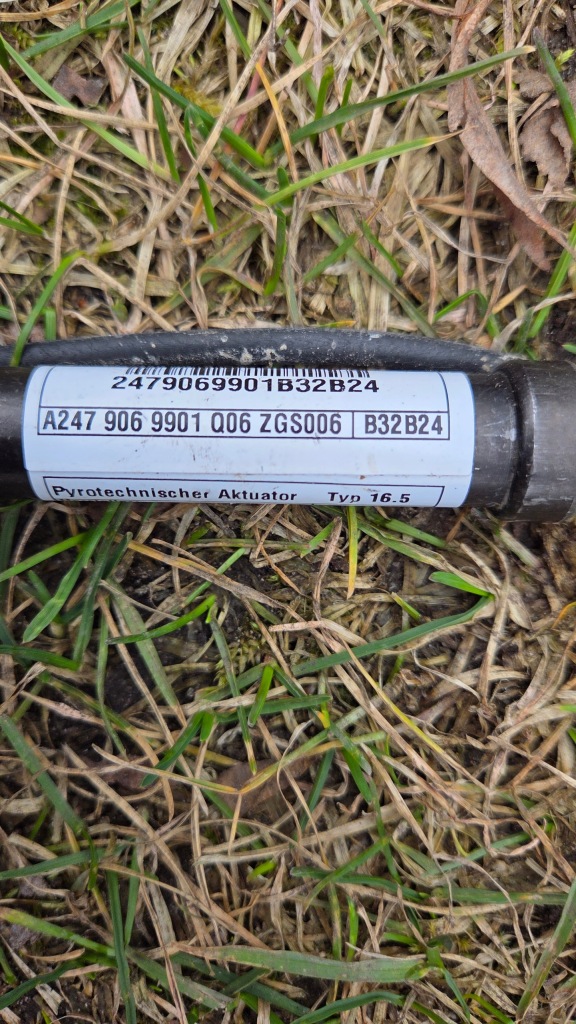 2479069901B32B24
A247 906 9901 Q06 ZGS006 B32B24
Pyrotechnischer Aktuator Typ 16.5